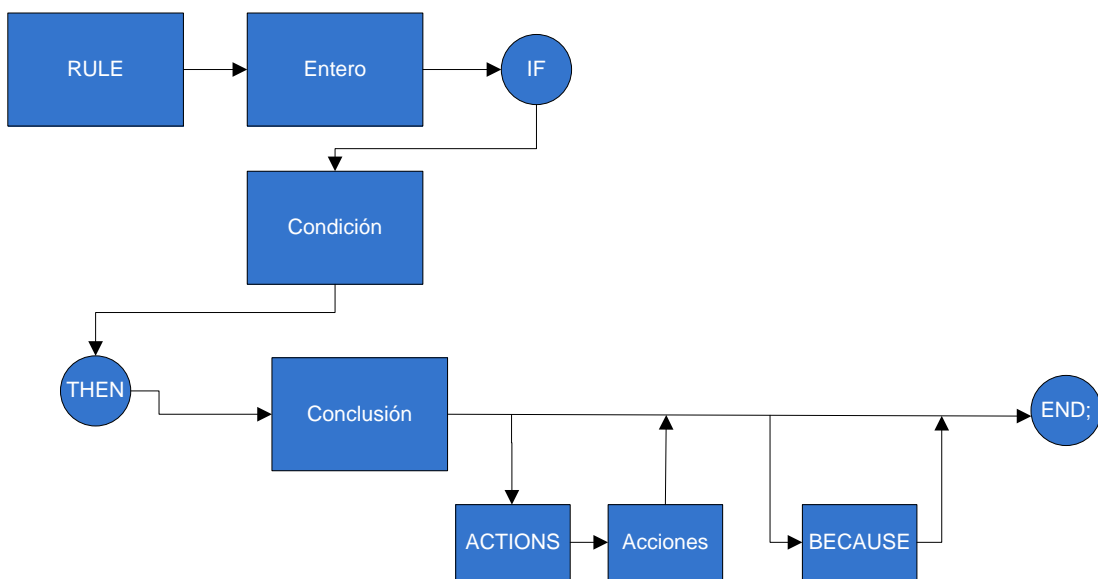 RULE
Entero
IF
Condición
THEN
Conclusión
END;
ACTIONS
Acciones
BECAUSE